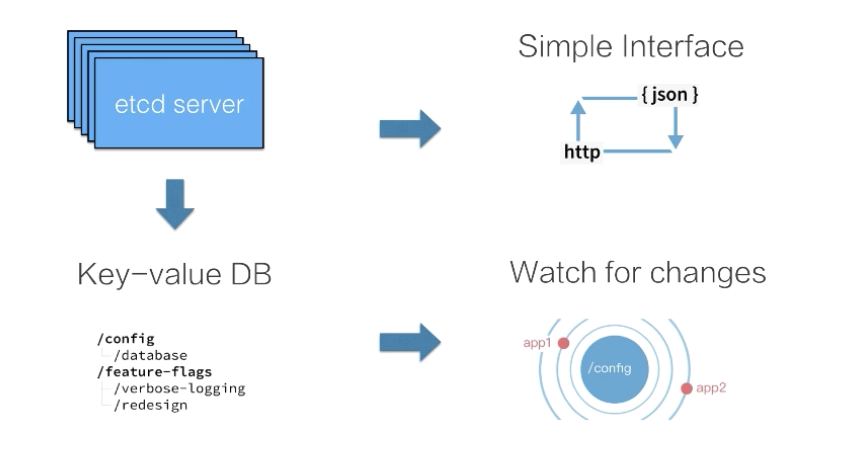 etcd server
Simple Interface
{ json }
http
Key-value DB
/config
/database
/feature-flags
/verbose-logging
/redesign
Watch for changes
app1
/config
app2